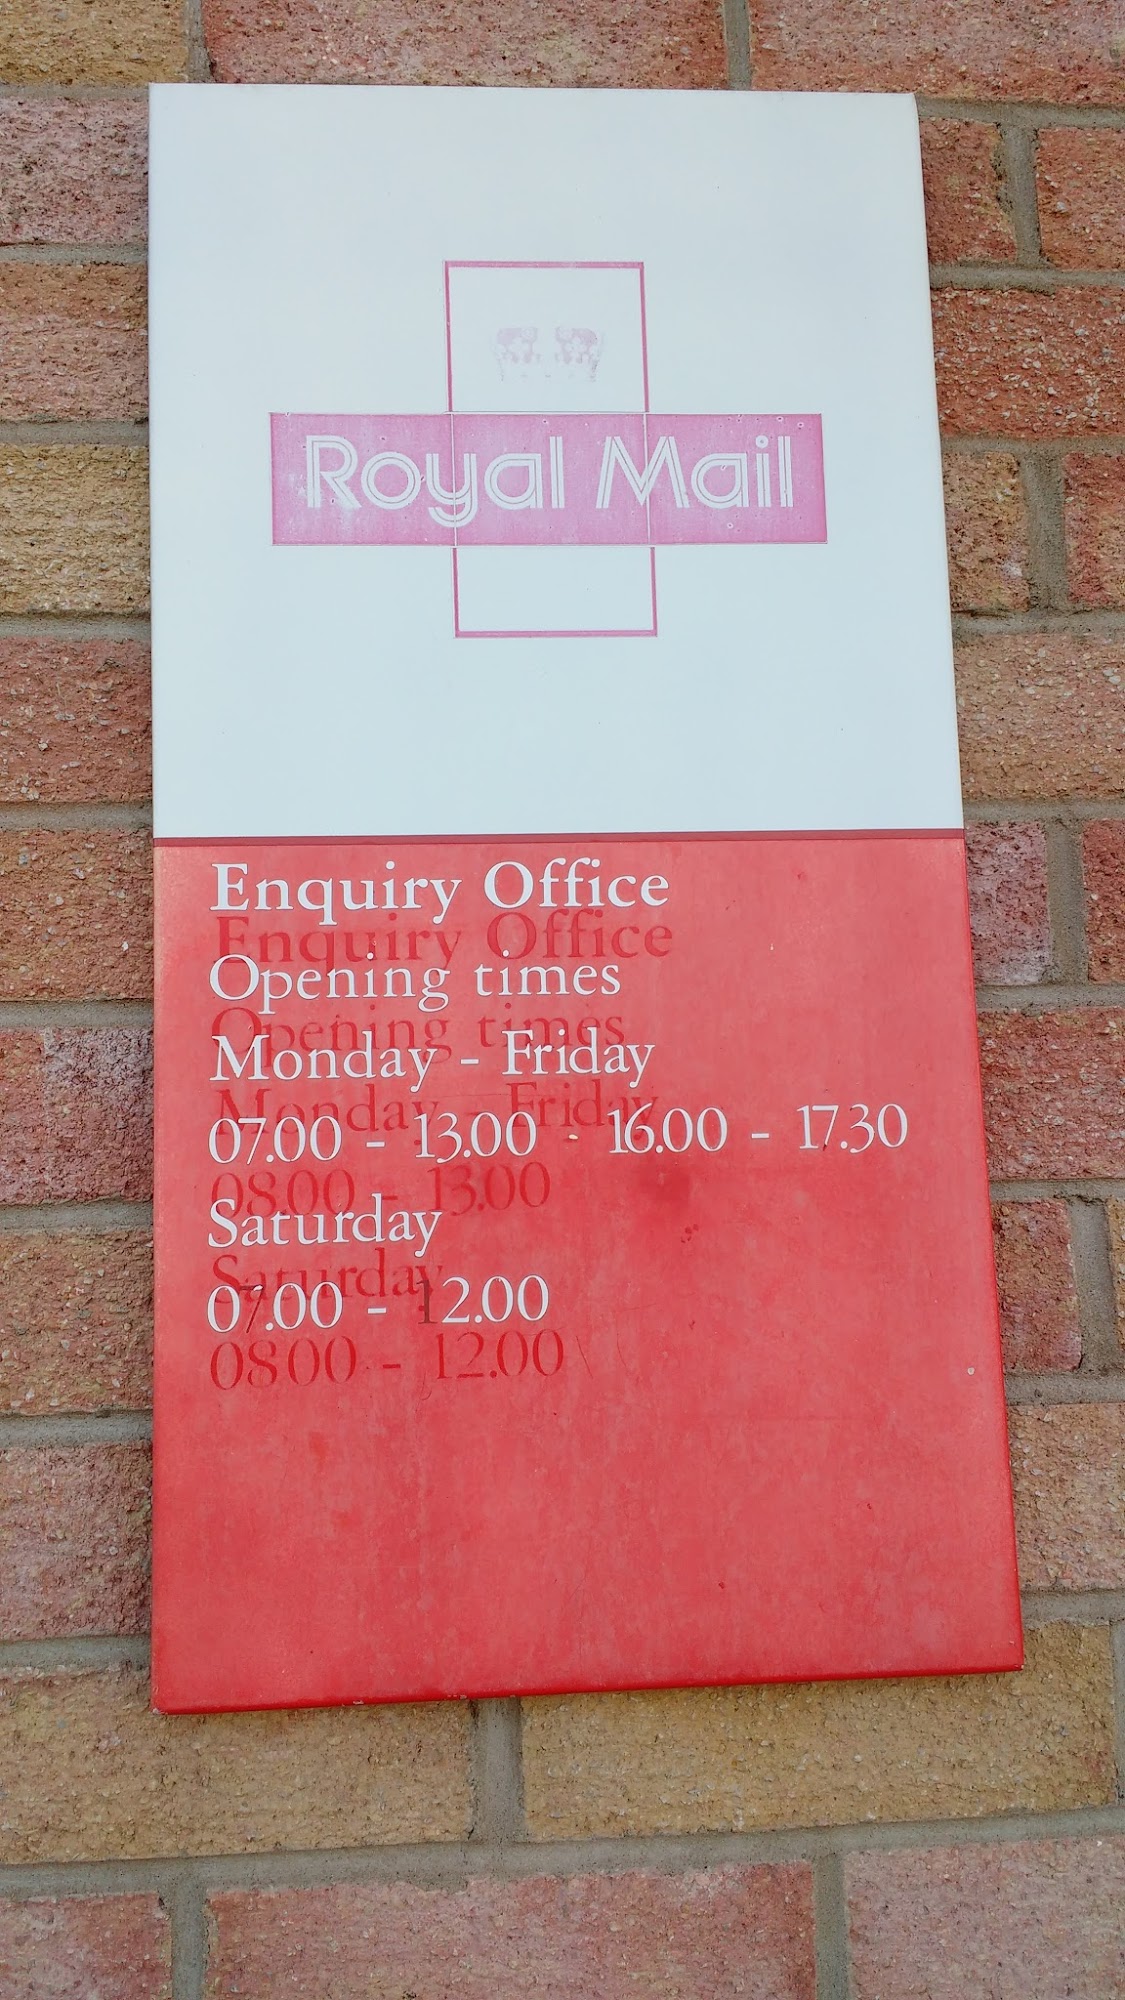 Royal Mail
Enquiry Office
Enquiry Office
Opening times
Opening times
Monday - Friday
Monday - Friday
07.00 - 13.00 - 16.00 - 17.30
08.00 - 13.00
Saturday
Saturday
07.00 - 12.00
08.00 - 12.00